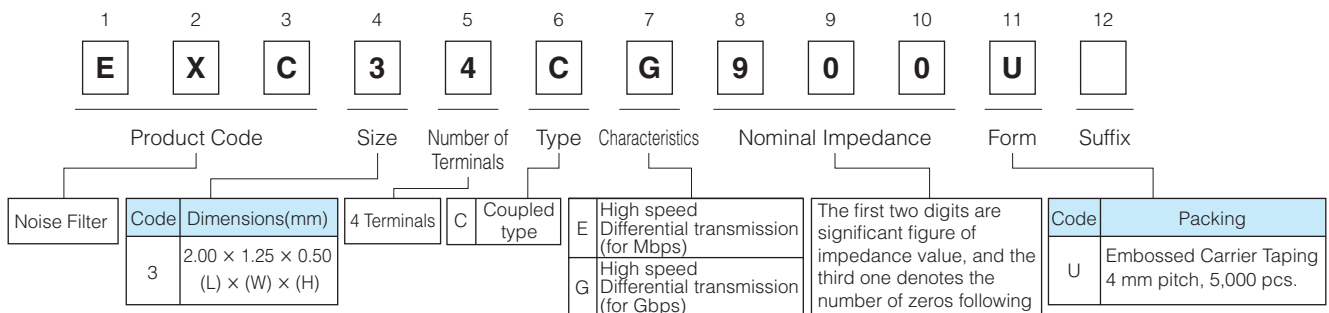 1 2 3 4 5 6 7 8 9 10 11 12
E X C 3 4 C G 9 0 0 U
Product Code Size Number of Terminals Type Characteristics Nominal Impedance Form Suffix
Noise Filter
Code Dimensions(mm)
3 2.00 × 1.25 × 0.50
(L) × (W) × (H)
4 Terminals
C Coupled
type
E High speed
Differential transmission
(for Mbps)
G High speed
Differential transmission
(for Gbps)
The first two digits are
significant figure of
impedance value, and the
third one denotes the
number of zeros following
Code Packing
U Embossed Carrier Taping
4 mm pitch, 5,000 pcs.